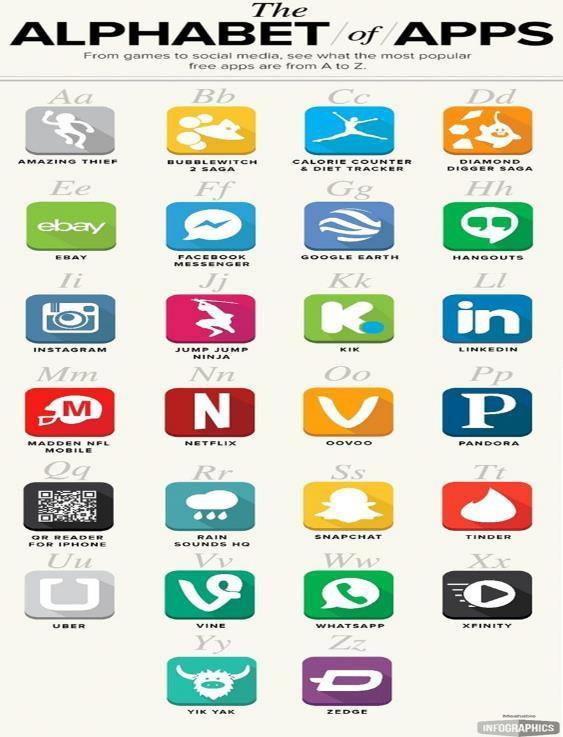 The
ALPHABET/of/APPS
From games to social media, see what the most popular
free apps are from A to Z.
Aa
AMAZING THIEF
Bb
BUBBLEWITCH
2 SAGA
Cc
CALORIE COUNTER
& DIET TRACKER
Dd
DIAMOND
DIGGER SAGA
Ee
ebay
EBAY
Ff
FACEBOOK
MESSENGER
Gg
GOOGLE EARTH
Hh
HANGOUTS
Ii
INSTAGRAM
Jj
JUMP JUMP
NINJA
Kk
K
KIK
Ll
in
LINKEDIN
Mm
M
MADDEN NFL
MOBILE
Nn
N
NETFLIX
Oo
OOVOO
Pp
P
PANDORA
Qq
QR READER
FOR IPHONE
Rr
RAIN
SOUNDS HQ
Ss
SNAPCHAT
Tt
TINDER
Uu
UBER
Vv
VINE
Ww
WHATSAPP
Xx
XFINITY
Yy
YIK YAK
Zz
ZEDGE
Mashable
INFOGRAPHICS